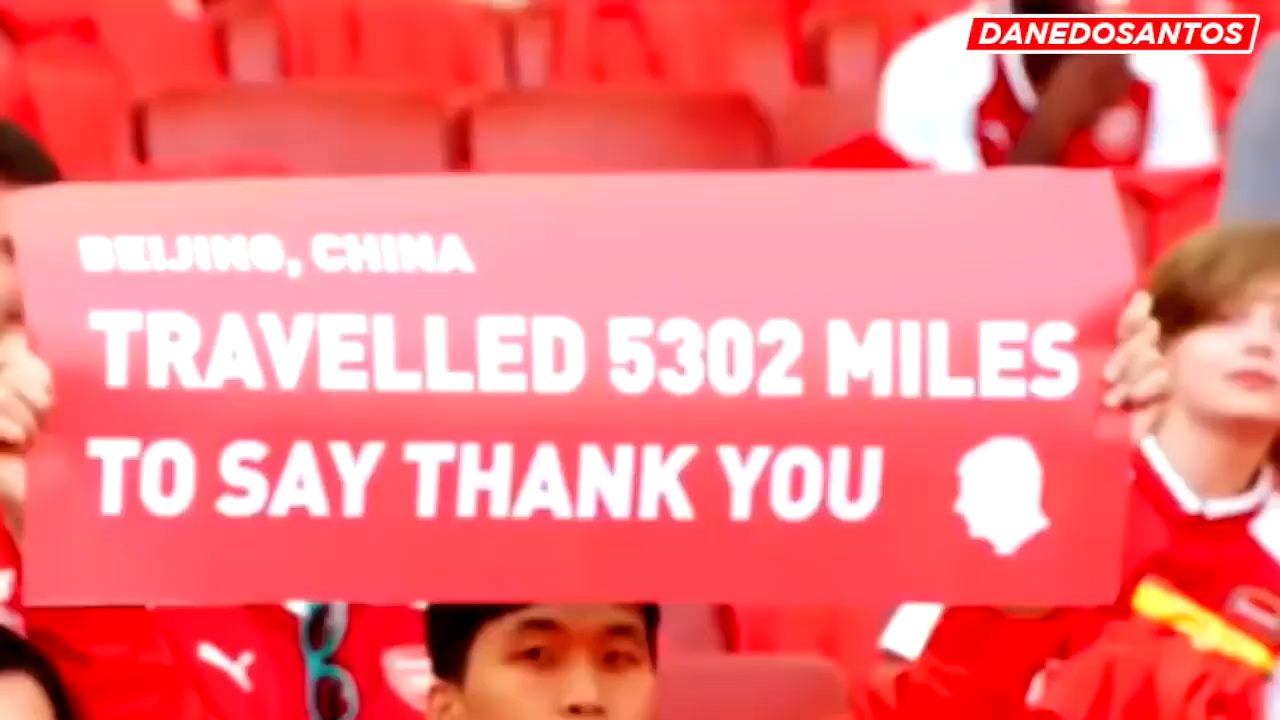 DANEDOSANTOS
BEIJING, CHINA
TRAVELLED 5302 MILES
TO SAY THANK YOU